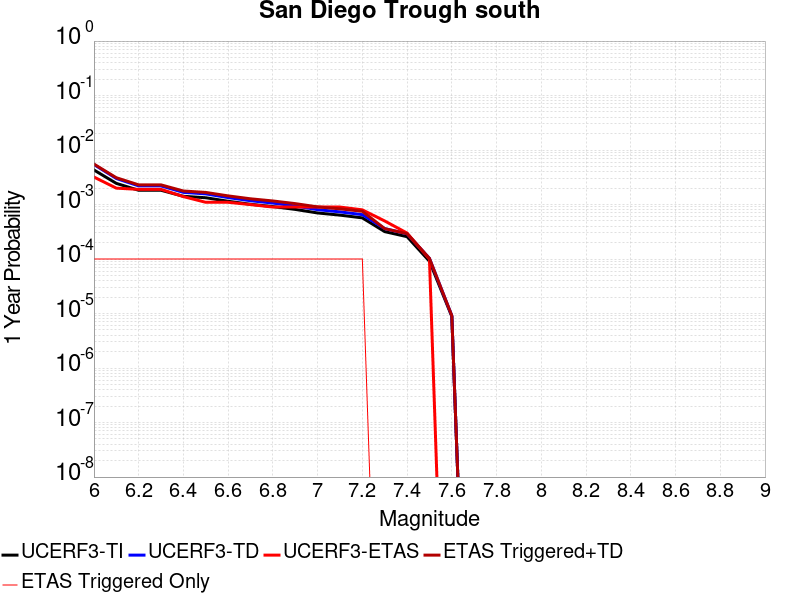 San Diego Trough south
10^0
10^-1
10^-2
10^-3
10^-4
10^-5
10^-6
10^-7
10^-8
1 Year Probability
6 6.2 6.4 6.6 6.8 7 7.2 7.4 7.6 7.8 8 8.2 8.4 8.6 8.8 9
Magnitude
UCERF3-TI UCERF3-TD UCERF3-ETAS ETAS Triggered+TD
ETAS Triggered Only